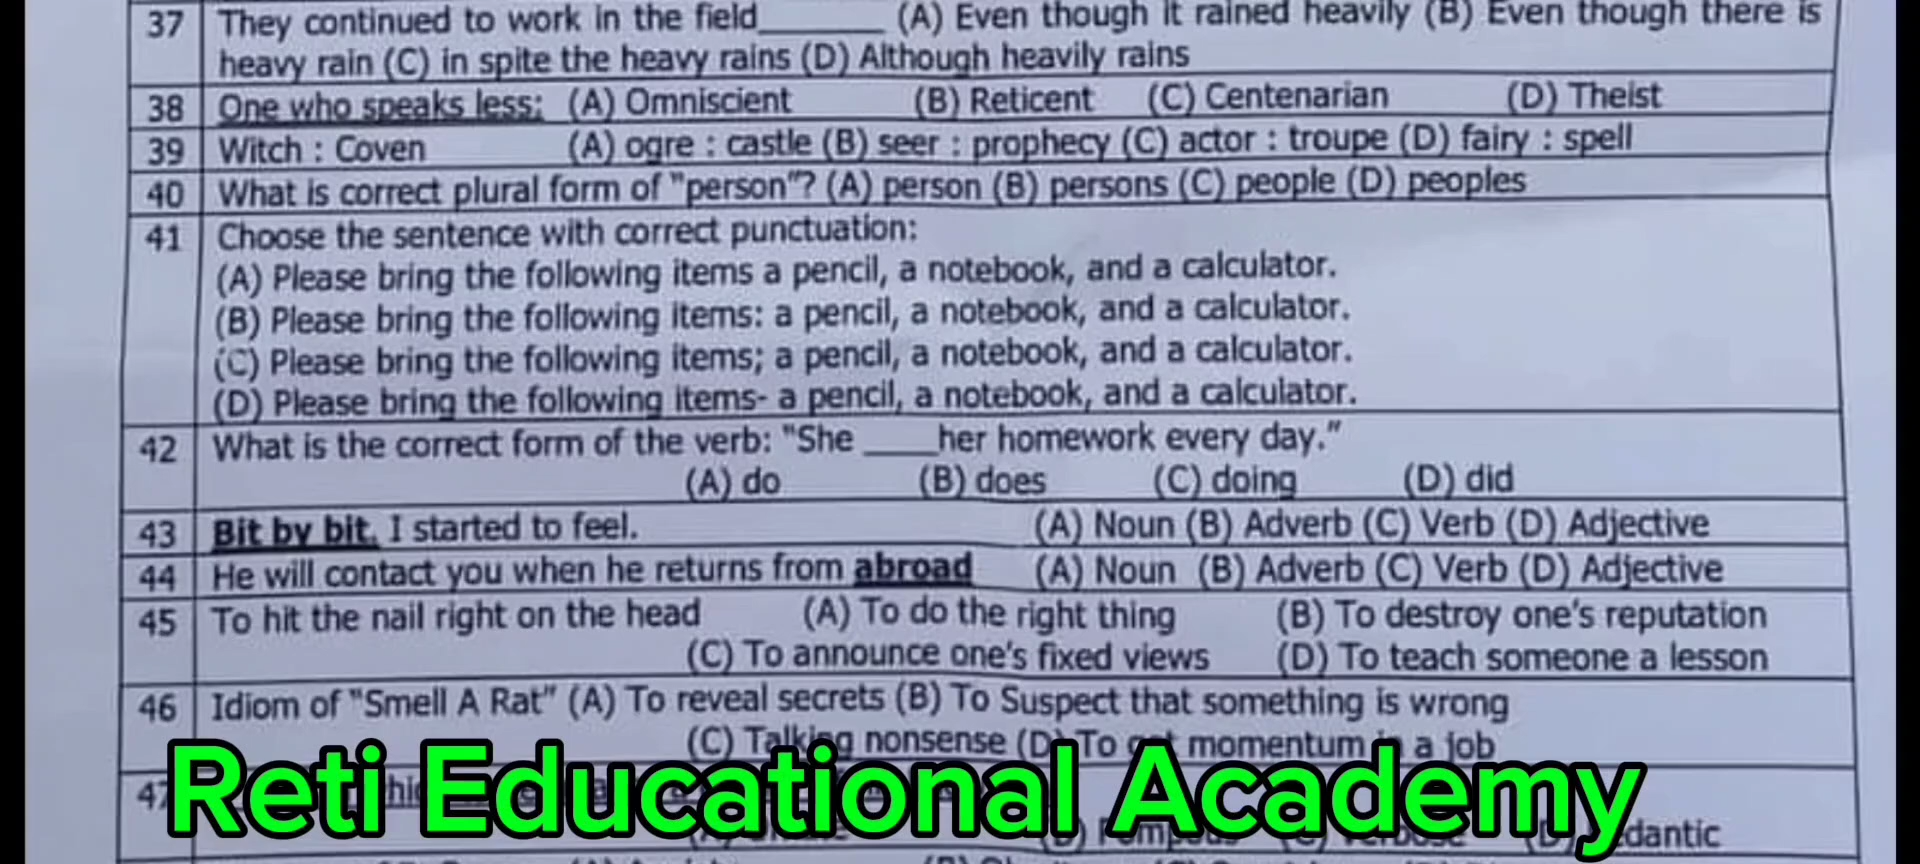 37 They continued to work in the field______ (A) Even though it rained heavily (B) Even though there is
heavy rain (C) in spite the heavy rains (D) Although heavily rains
38 One who speaks less: (A) Omniscient (B) Reticent (C) Centenarian (D) Theist
39 Witch : Coven (A) ogre : castle (B) seer : prophecy (C) actor : troupe (D) fairy : spell
40 What is correct plural form of "person"? (A) person (B) persons (C) people (D) peoples
41 Choose the sentence with correct punctuation:
(A) Please bring the following items a pencil, a notebook, and a calculator.
(B) Please bring the following items: a pencil, a notebook, and a calculator.
(C) Please bring the following items; a pencil, a notebook, and a calculator.
(D) Please bring the following items- a pencil, a notebook, and a calculator.
42 What is the correct form of the verb: "She ____her homework every day."
(A) do (B) does (C) doing (D) did
43 Bit by bit, I started to feel. (A) Noun (B) Adverb (C) Verb (D) Adjective
44 He will contact you when he returns from abroad (A) Noun (B) Adverb (C) Verb (D) Adjective
45 To hit the nail right on the head (A) To do the right thing (B) To destroy one's reputation
(C) To announce one's fixed views (D) To teach someone a lesson
46 Idiom of "Smell A Rat" (A) To reveal secrets (B) To Suspect that something is wrong
(C) Talking nonsense (D) To get momentum in a job
47
Reti Educational Academy